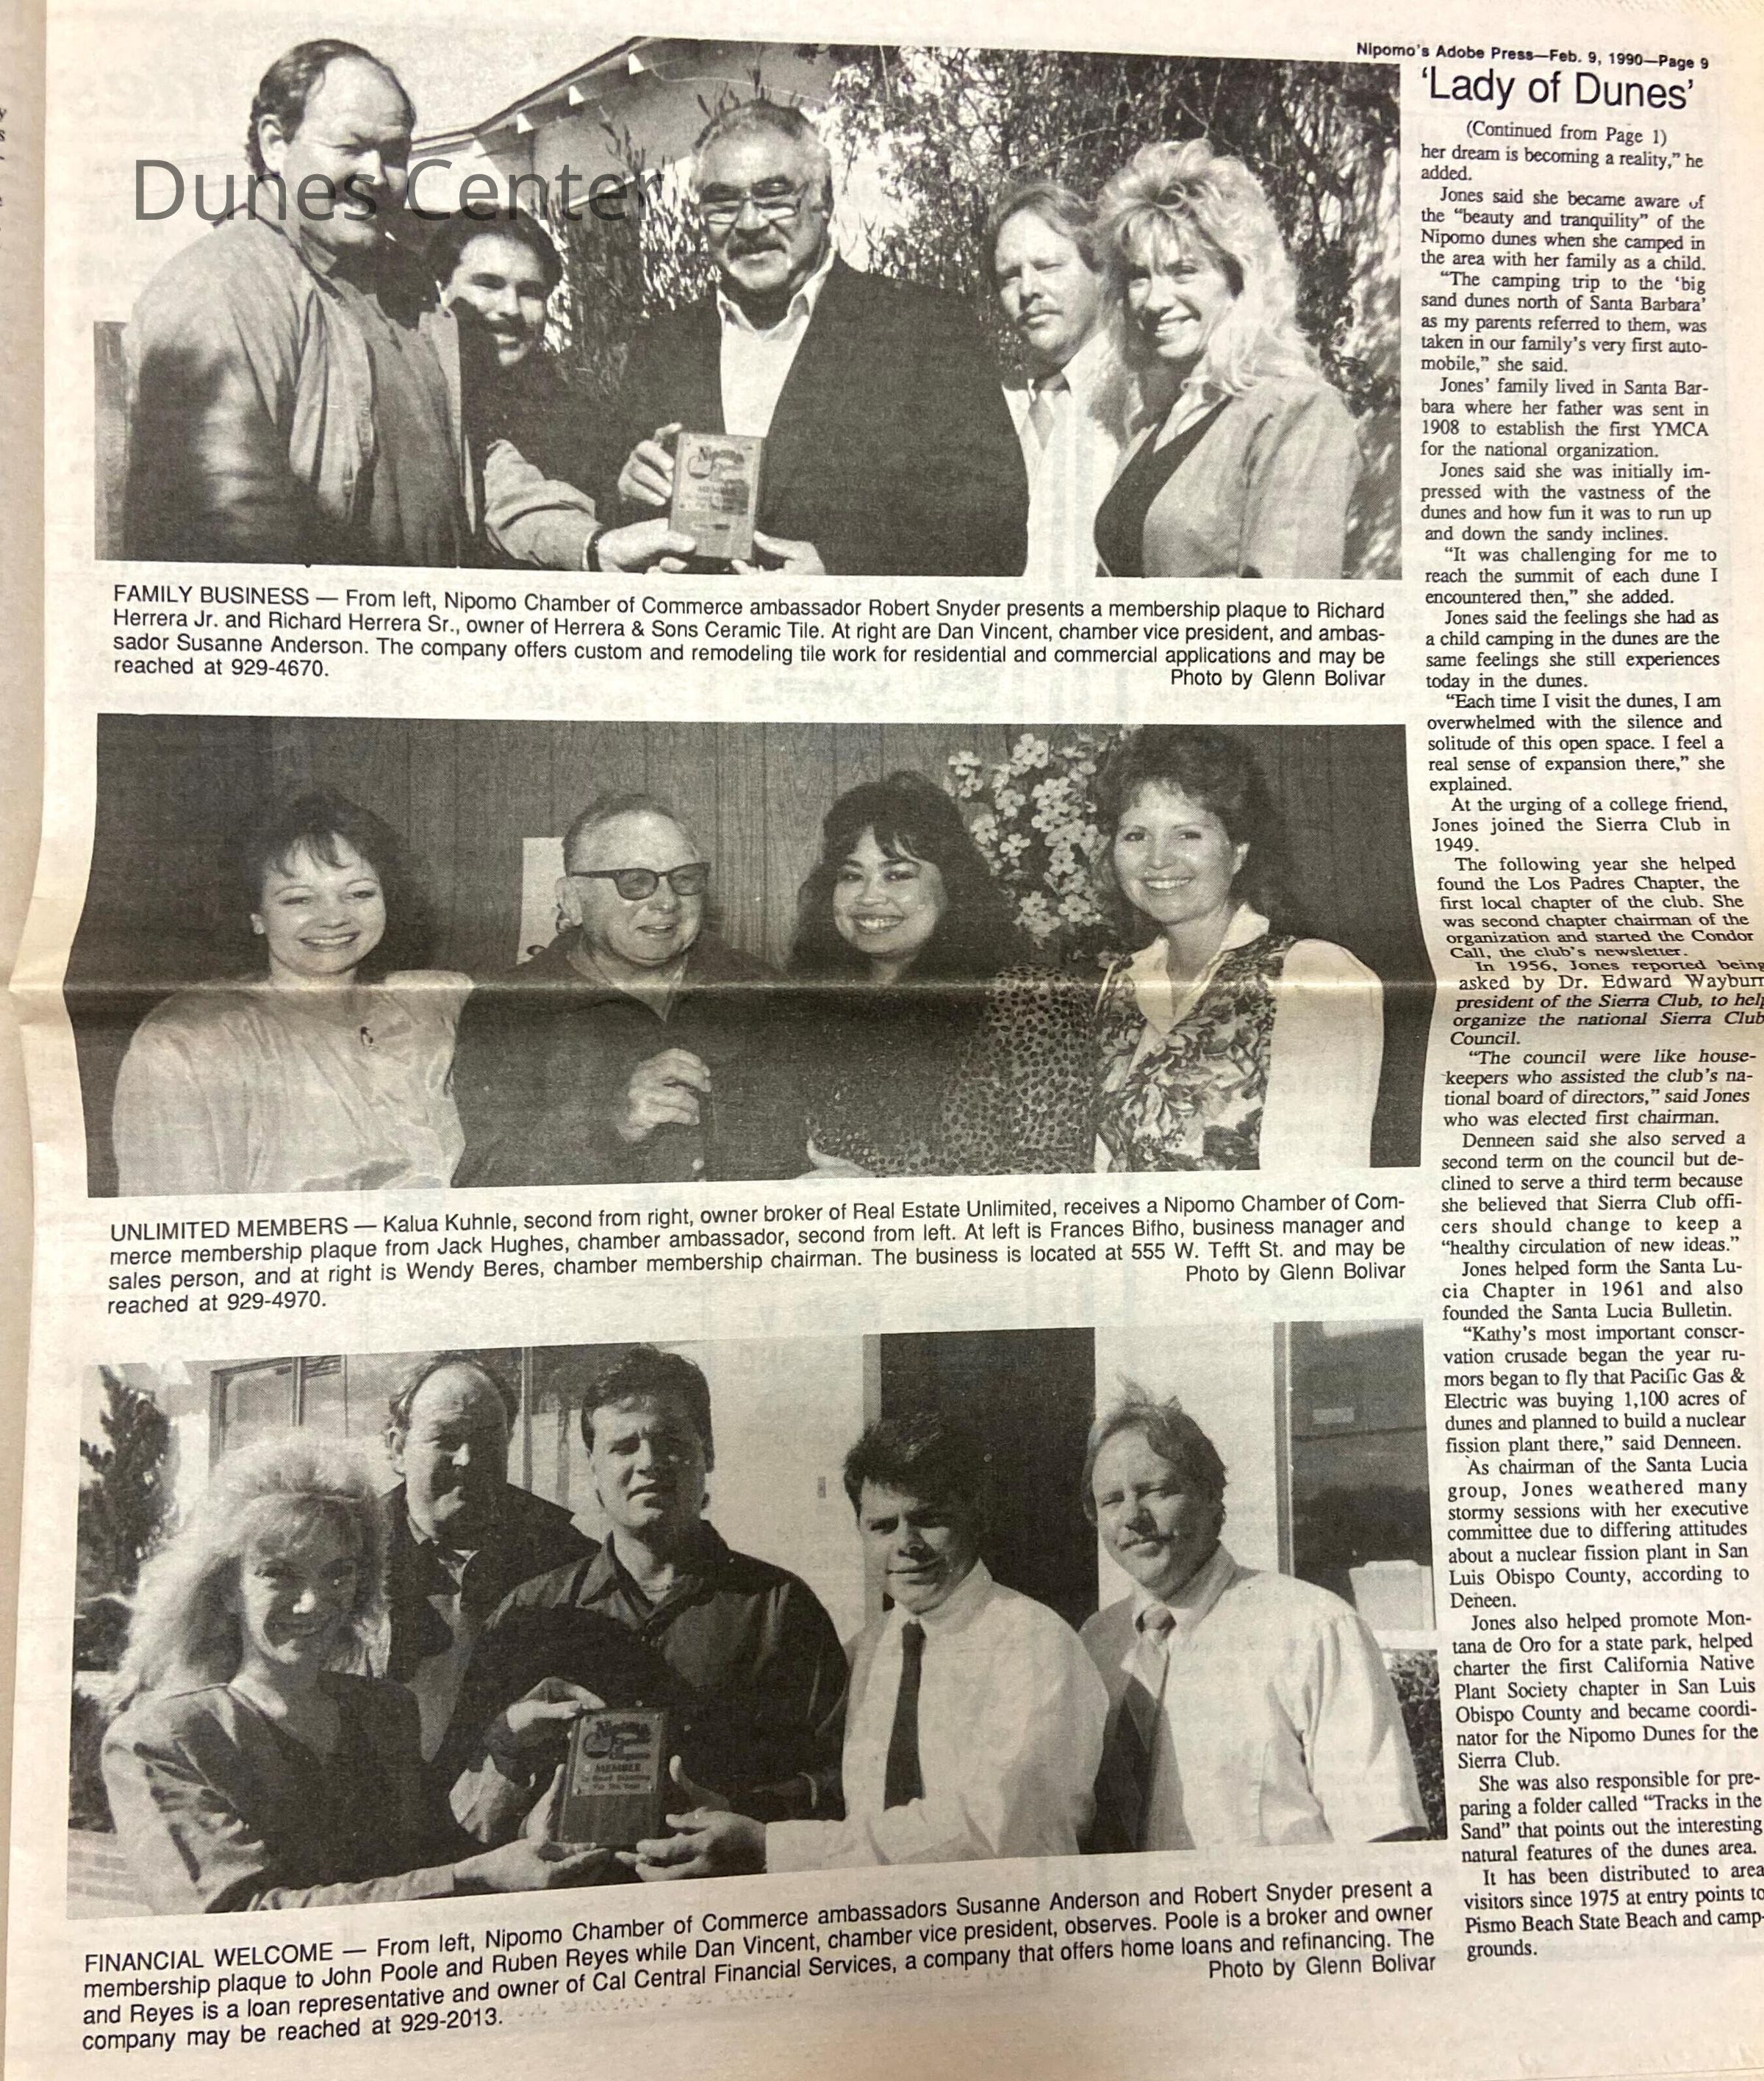 Nipomo's Adobe Press—Feb. 9, 1990—Page 9
Dunes Center
FAMILY BUSINESS — From left, Nipomo Chamber of Commerce ambassador Robert Snyder presents a membership plaque to Richard
Herrera Jr. and Richard Herrera Sr., owner of Herrera & Sons Ceramic Tile. At right are Dan Vincent, chamber vice president, and ambas-
sador Susanne Anderson. The company offers custom and remodeling tile work for residential and commercial applications and may be
reached at 929-4670.
Photo by Glenn Bolivar
UNLIMITED MEMBERS — Kalua Kuhnle, second from right, owner broker of Real Estate Unlimited, receives a Nipomo Chamber of Com-
merce membership plaque from Jack Hughes, chamber ambassador, second from left. At left is Frances Bifho, business manager and
sales person, and at right is Wendy Beres, chamber membership chairman. The business is located at 555 W. Tefft St. and may be
reached at 929-4970.
Photo by Glenn Bolivar
Nipomo
MEMBER
FINANCIAL WELCOME — From left, Nipomo Chamber of Commerce ambassadors Susanne Anderson and Robert Snyder present a
membership plaque to John Poole and Ruben Reyes while Dan Vincent, chamber vice president, observes. Poole is a broker and owner
and Reyes is a loan representative and owner of Cal Central Financial Services, a company that offers home loans and refinancing. The
company may be reached at 929-2013.
Photo by Glenn Bolivar
'Lady of Dunes'
(Continued from Page 1)
her dream is becoming a reality," he
added.
Jones said she became aware of
the "beauty and tranquility" of the
Nipomo dunes when she camped in
the area with her family as a child.
"The camping trip to the 'big
sand dunes north of Santa Barbara'
as my parents referred to them, was
taken in our family's very first auto-
mobile," she said.
Jones' family lived in Santa Bar-
bara where her father was sent in
1908 to establish the first YMCA
for the national organization.
Jones said she was initially im-
pressed with the vastness of the
dunes and how fun it was to run up
and down the sandy inclines.
"It was challenging for me to
reach the summit of each dune I
encountered then," she added.
Jones said the feelings she had as
a child camping in the dunes are the
same feelings she still experiences
today in the dunes.
"Each time I visit the dunes, I am
overwhelmed with the silence and
solitude of this open space. I feel a
real sense of expansion there," she
explained.
At the urging of a college friend,
Jones joined the Sierra Club in
1949.
The following year she helped
found the Los Padres Chapter, the
first local chapter of the club. She
was second chapter chairman of the
organization and started the Condor
Call, the club's newsletter.
In 1956, Jones reported being
asked by Dr. Edward Wayburn
president of the Sierra Club, to help
organize the national Sierra Club
Council.
"The council were like house-
keepers who assisted the club's na-
tional board of directors," said Jones
who was elected first chairman.
Denneen said she also served a
second term on the council but de-
clined to serve a third term because
she believed that Sierra Club offi-
cers should change to keep a
"healthy circulation of new ideas."
Jones helped form the Santa Lu-
cia Chapter in 1961 and also
founded the Santa Lucia Bulletin.
"Kathy's most important conser-
vation crusade began the year ru-
mors began to fly that Pacific Gas &
Electric was buying 1,100 acres of
dunes and planned to build a nuclear
fission plant there," said Denneen.
As chairman of the Santa Lucia
group, Jones weathered many
stormy sessions with her executive
committee due to differing attitudes
about a nuclear fission plant in San
Luis Obispo County, according to
Deneen.
Jones also helped promote Mon-
tana de Oro for a state park, helped
charter the first California Native
Plant Society chapter in San Luis
Obispo County and became coordi-
nator for the Nipomo Dunes for the
Sierra Club.
She was also responsible for pre-
paring a folder called "Tracks in the
Sand" that points out the interesting
natural features of the dunes area.
It has been distributed to area
visitors since 1975 at entry points to
Pismo Beach State Beach and camp-
grounds.